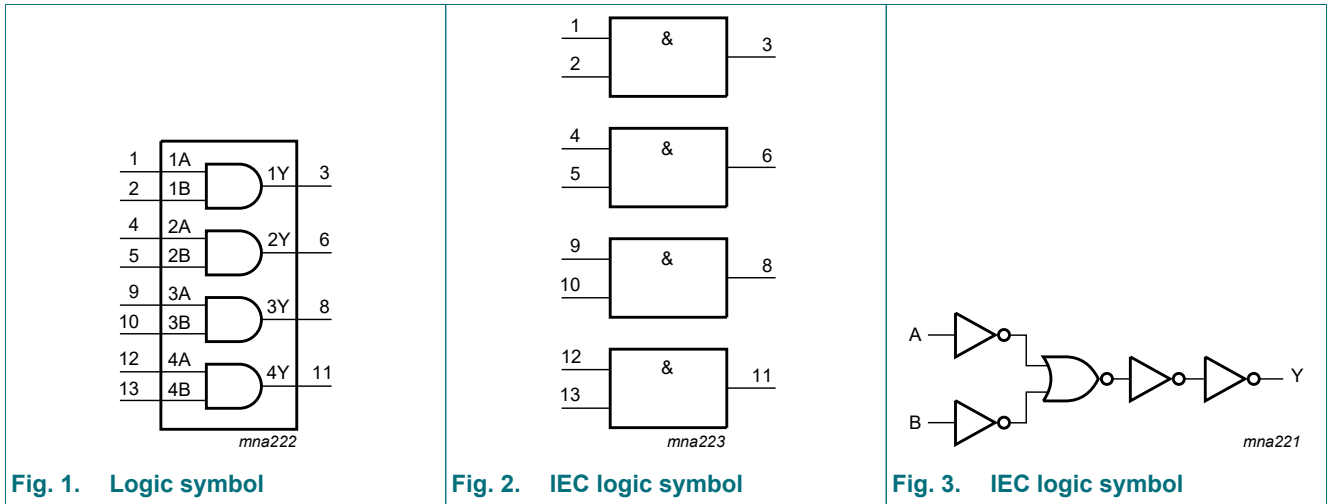 1 1A 1Y 3
2 1B
4 2A 2Y 6
5 2B
9 3A 3Y 8
10 3B
12 4A 4Y 11
13 4B
mna222
Fig. 1. Logic symbol
1 & 3
2
4 & 6
5
9 & 8
10
12 & 11
13
mna223
Fig. 2. IEC logic symbol
A
Y
B
mna221
Fig. 3. IEC logic symbol